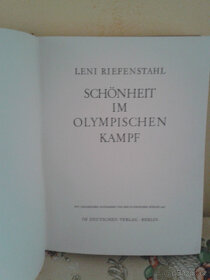 LENI RIEFENSTAHL
SCHÖNHEIT
IM
OLYMPISCHEN
KAMPF
IM DEUTSCHEN VERLAG · BERLIN